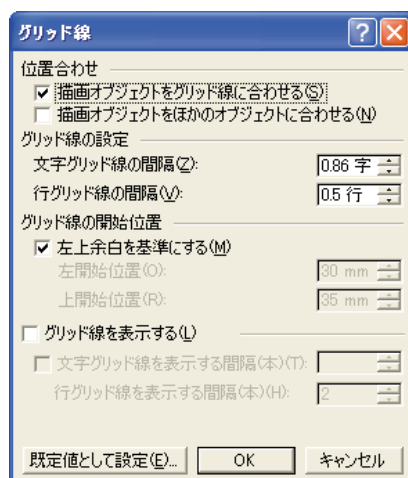 グリッド線
位置合わせ
描画オブジェクトをグリッド線に合わせる(S)
描画オブジェクトをほかのオブジェクトに合わせる(N)
グリッド線の設定
文字グリッド線の間隔(Z): 0.86 字
行グリッド線の間隔(V): 0.5 行
グリッド線の開始位置
左上余白を基準にする(M)
左開始位置(O): 30 mm
上開始位置(R): 35 mm
グリッド線を表示する(L)
文字グリッド線を表示する間隔(本)(T):
行グリッド線を表示する間隔(本)(H): 2
既定値として設定(E)... OK キャンセル